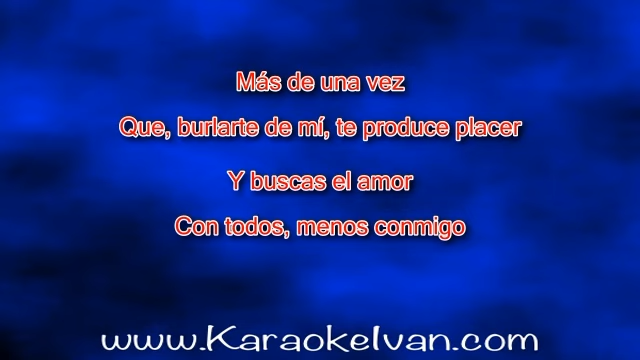 Más de una vez
Que, burlarte de mí, te produce placer
Y buscas el amor
Con todos, menos conmigo
www.KaraokeIvan.com